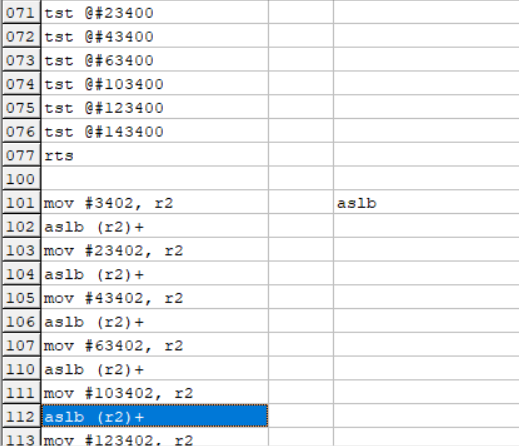 071 tst @#23400
072 tst @#43400
073 tst @#63400
074 tst @#103400
075 tst @#123400
076 tst @#143400
077 rts
100
101 mov #3402, r2 aslb
102 aslb (r2)+
103 mov #23402, r2
104 aslb (r2)+
105 mov #43402, r2
106 aslb (r2)+
107 mov #63402, r2
110 aslb (r2)+
111 mov #103402, r2
112 aslb (r2)+
113 mov #123402, r2